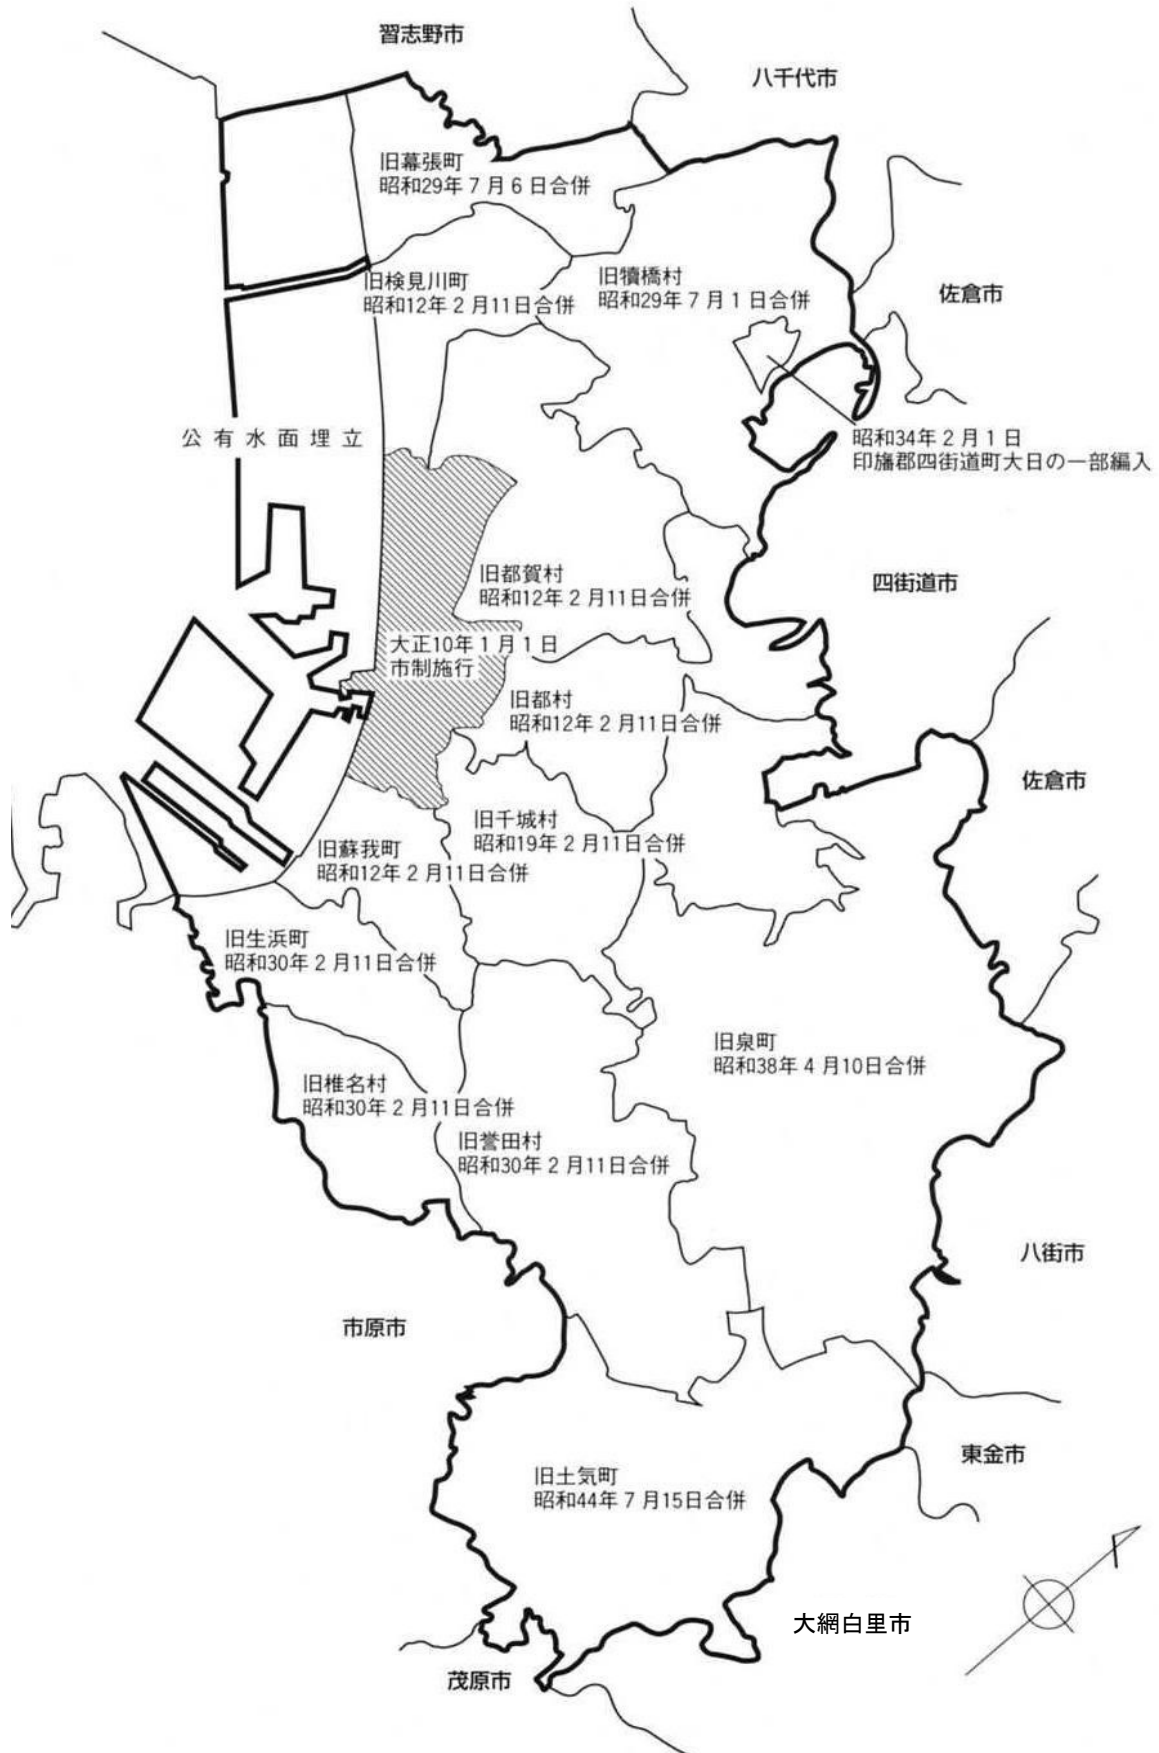 習志野市
八千代市
旧幕張町
昭和29年7月6日合併
旧検見川町
昭和12年2月11日合併
旧犢橋村
昭和29年7月1日合併
佐倉市
公有水面埋立
昭和34年2月1日
印旛郡四街道町大日の一部編入
旧都賀村
昭和12年2月11日合併
四街道市
大正10年1月1日
市制施行
旧都村
昭和12年2月11日合併
佐倉市
旧千城村
昭和19年2月11日合併
旧蘇我町
昭和12年2月11日合併
旧生浜町
昭和30年2月11日合併
旧泉町
昭和38年4月10日合併
旧椎名村
昭和30年2月11日合併
旧誉田村
昭和30年2月11日合併
八街市
市原市
東金市
旧土気町
昭和44年7月15日合併
大網白里市
茂原市